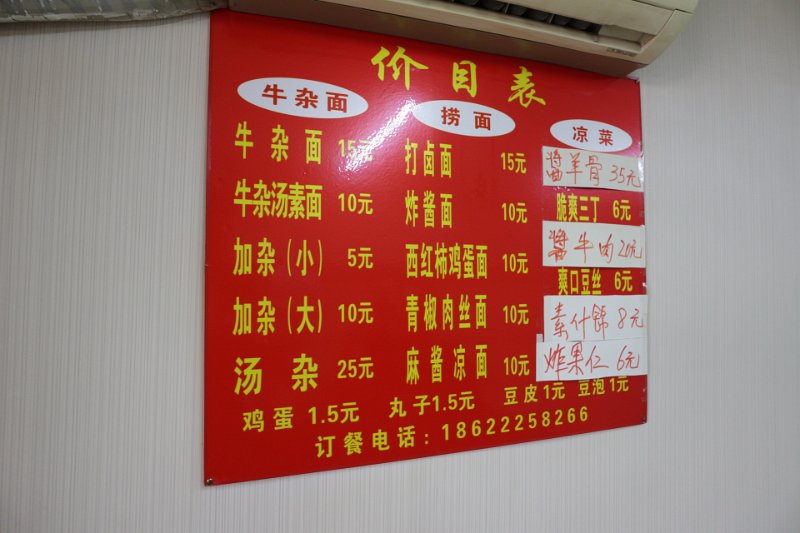 价目表
牛杂面
牛杂面 15元
牛杂汤素面 10元
加杂(小) 5元
加杂(大) 10元
汤杂 25元
捞面
打卤面 15元
炸酱面 10元
西红柿鸡蛋面 10元
青椒肉丝面 10元
麻酱凉面 10元
凉菜
醬羊骨 35元
脆爽三丁 6元
醬牛肉 20元
爽口豆丝 6元
素什锦 8元
炸果仁 6元
鸡蛋 1.5元 丸子1.5元 豆皮1元 豆泡1元
订餐电话:18622258266